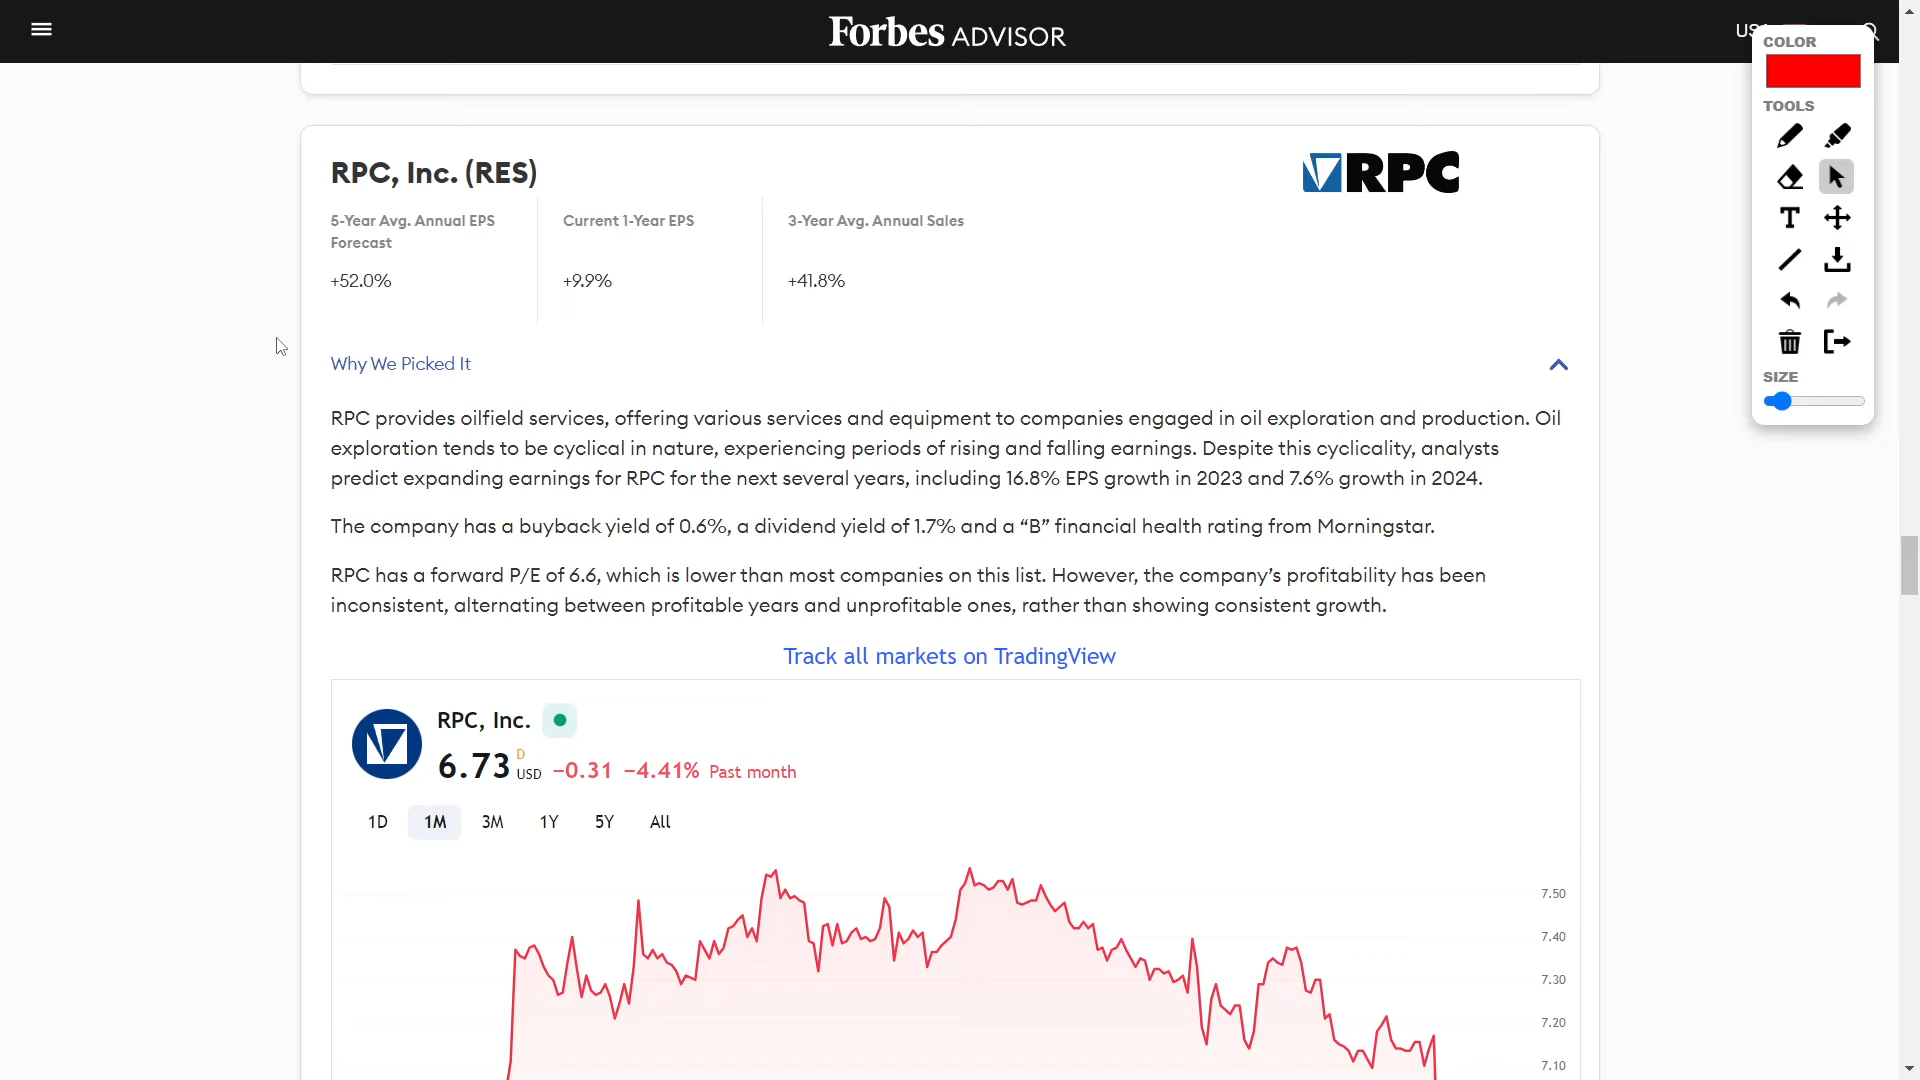 Forbes ADVISOR
US
COLOR
TOOLS
T
SIZE
RPC, Inc. (RES)
RPC
5-Year Avg. Annual EPS
Forecast
+52.0%
Current 1-Year EPS
+9.9%
3-Year Avg. Annual Sales
+41.8%
Why We Picked It
RPC provides oilfield services, offering various services and equipment to companies engaged in oil exploration and production. Oil
exploration tends to be cyclical in nature, experiencing periods of rising and falling earnings. Despite this cyclicality, analysts
predict expanding earnings for RPC for the next several years, including 16.8% EPS growth in 2023 and 7.6% growth in 2024.
The company has a buyback yield of 0.6%, a dividend yield of 1.7% and a “B” financial health rating from Morningstar.
RPC has a forward P/E of 6.6, which is lower than most companies on this list. However, the company’s profitability has been
inconsistent, alternating between profitable years and unprofitable ones, rather than showing consistent growth.
Track all markets on TradingView
RPC, Inc.
6.73 D USD −0.31 −4.41% Past month
1D 1M 3M 1Y 5Y All
7.50
7.40
7.30
7.20
7.10